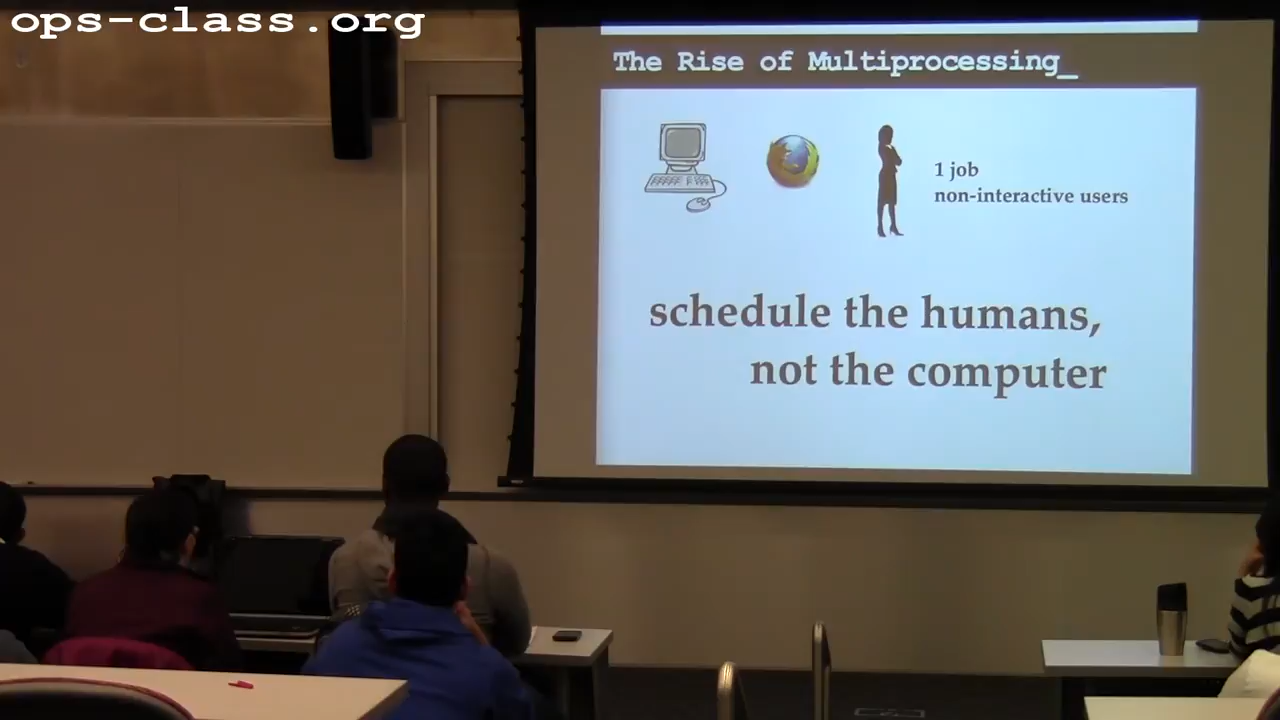 ops-class.org
The Rise of Multiprocessing_
1 job
non-interactive users
schedule the humans,
not the computer